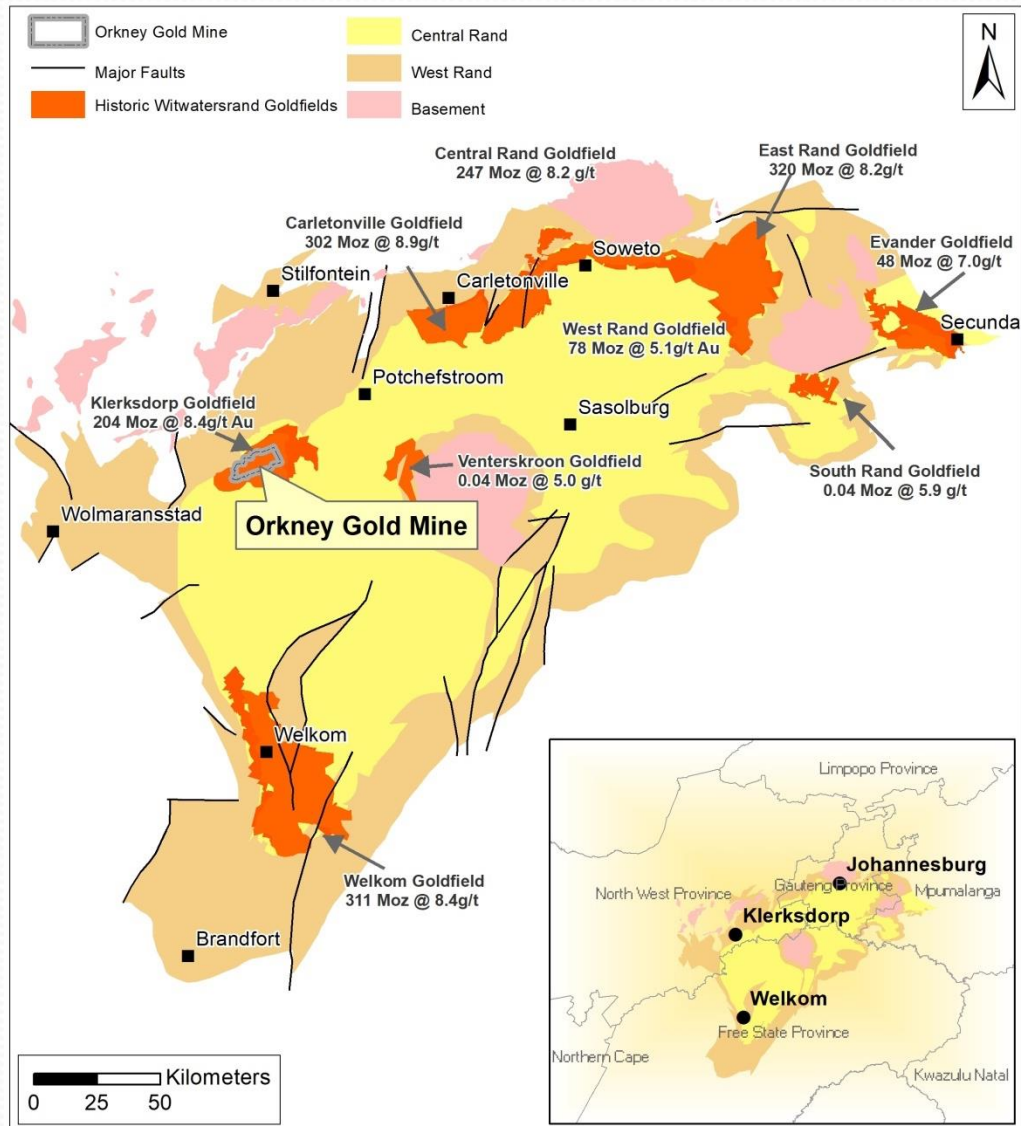 Orkney Gold Mine
Major Faults
Historic Witwatersrand Goldfields
Central Rand
West Rand
Basement
N
Central Rand Goldfield
247 Moz @ 8.2 g/t
East Rand Goldfield
320 Moz @ 8.2g/t
Carletonville Goldfield
302 Moz @ 8.9g/t
Evander Goldfield
48 Moz @ 7.0g/t
Stilfontein
Carletonville
Soweto
Secunda
West Rand Goldfield
78 Moz @ 5.1g/t Au
Potchefstroom
Sasolburg
Klerksdorp Goldfield
204 Moz @ 8.4g/t Au
Venterskroon Goldfield
0.04 Moz @ 5.0 g/t
South Rand Goldfield
0.04 Moz @ 5.9 g/t
Wolmaransstad
Orkney Gold Mine
Welkom
Welkom Goldfield
311 Moz @ 8.4g/t
Brandfort
Kilometers
0 25 50
Limpopo Province
Johannesburg
North West Province
Gauteng Province
Mpumalanga
Klerksdorp
Welkom
Free State Province
Northern Cape
Kwazulu Natal